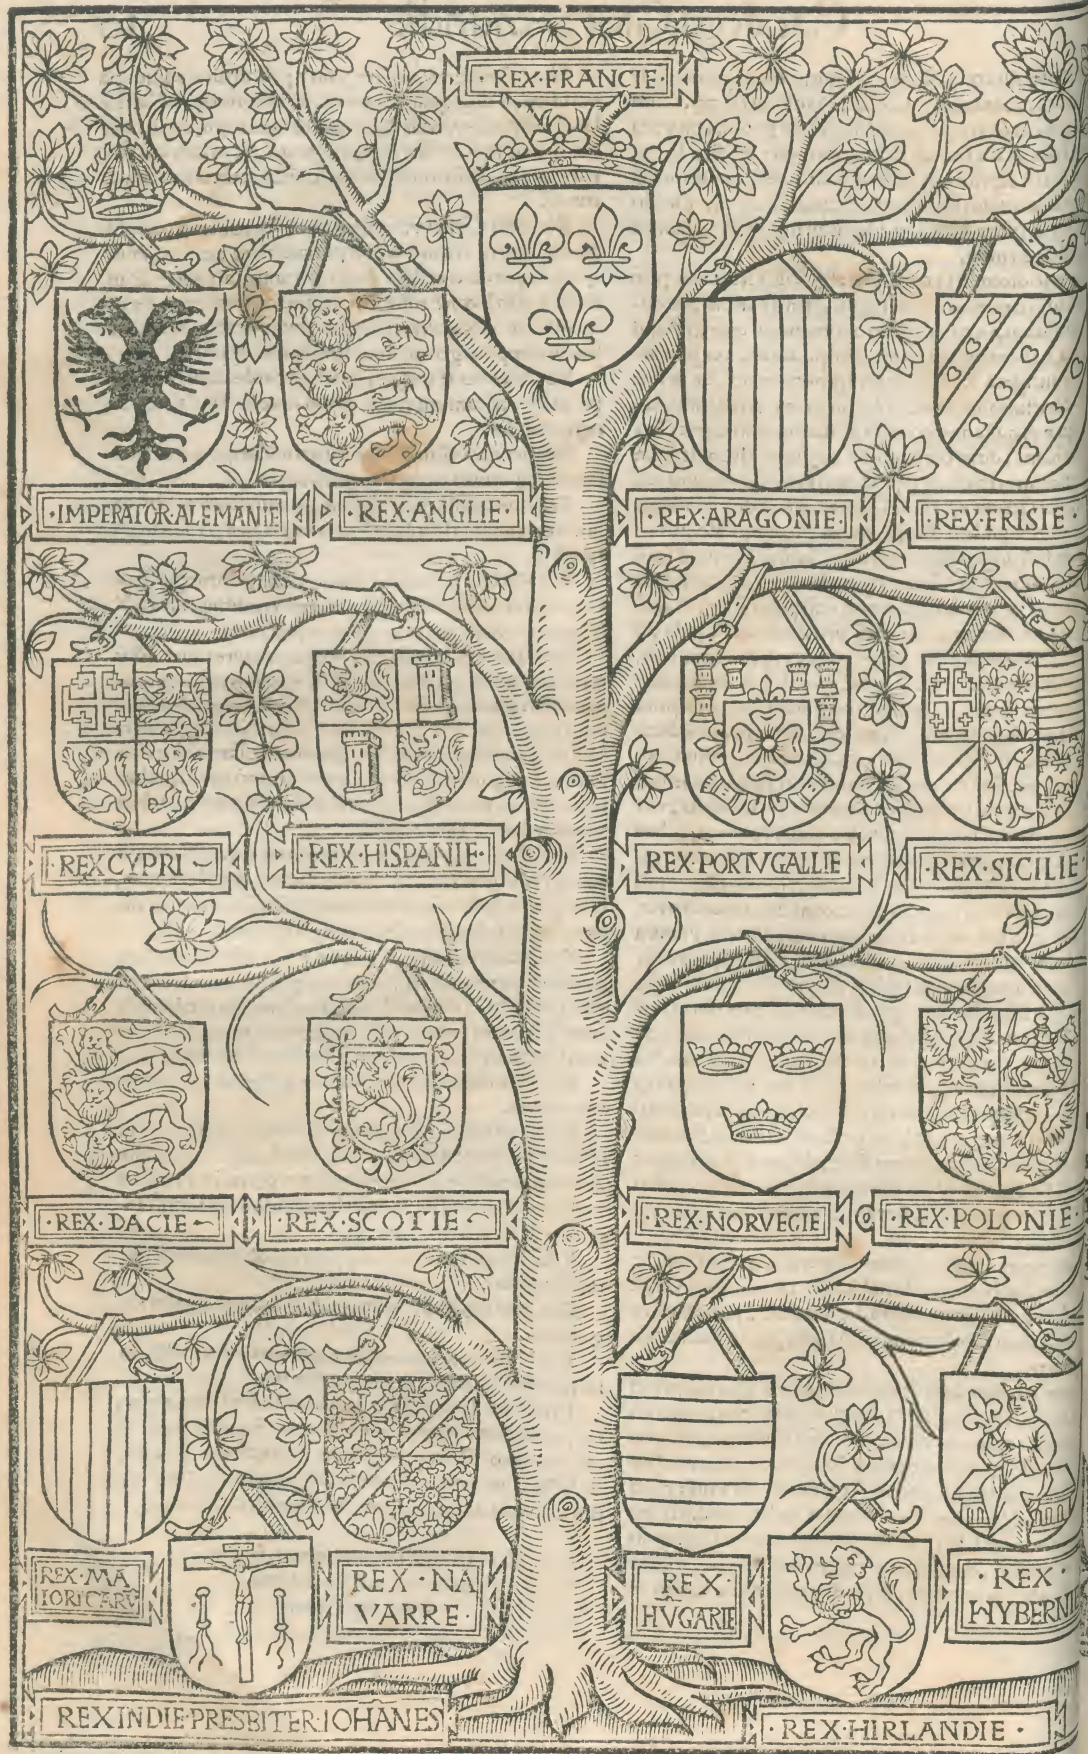 · REX·FRANCIE·
·IMPERATOR·ALEMANIE
·REX·ANGLIE·
·REX·ARAGONIE·
·REX·FRISIE·
·REX CYPRI
·REX·HISPANIE·
REX·PORTVGALLIE
·REX·SICILIE
·REX·DACIE
·REX·SCOTIE
·REX·NORVEGIE
·REX·POLONIE·
REX·MA
IORICARV̄
REX·NA
VARRE·
REX·
HV̄GARIE
·REX·
HYBERNI
REX INDIE·PRESBITER·IOHANES
·REX·HIRLANDIE·